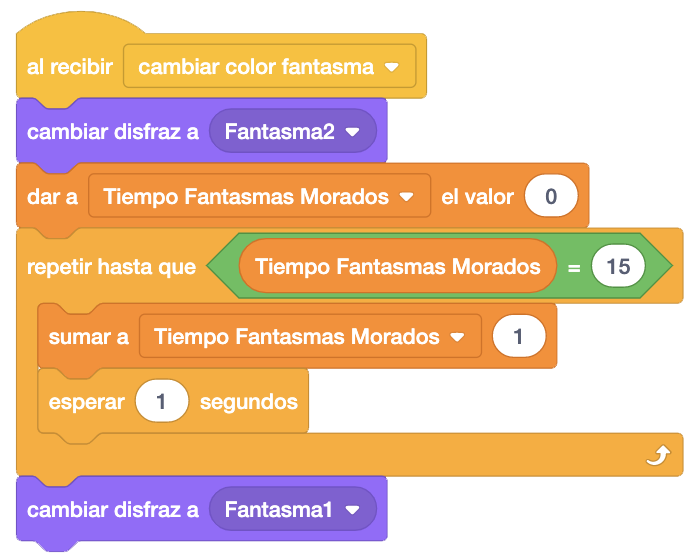 al recibir cambiar color fantasma
cambiar disfraz a Fantasma2
dar a Tiempo Fantasmas Morados el valor 0
repetir hasta que Tiempo Fantasmas Morados = 15
sumar a Tiempo Fantasmas Morados 1
esperar 1 segundos
cambiar disfraz a Fantasma1